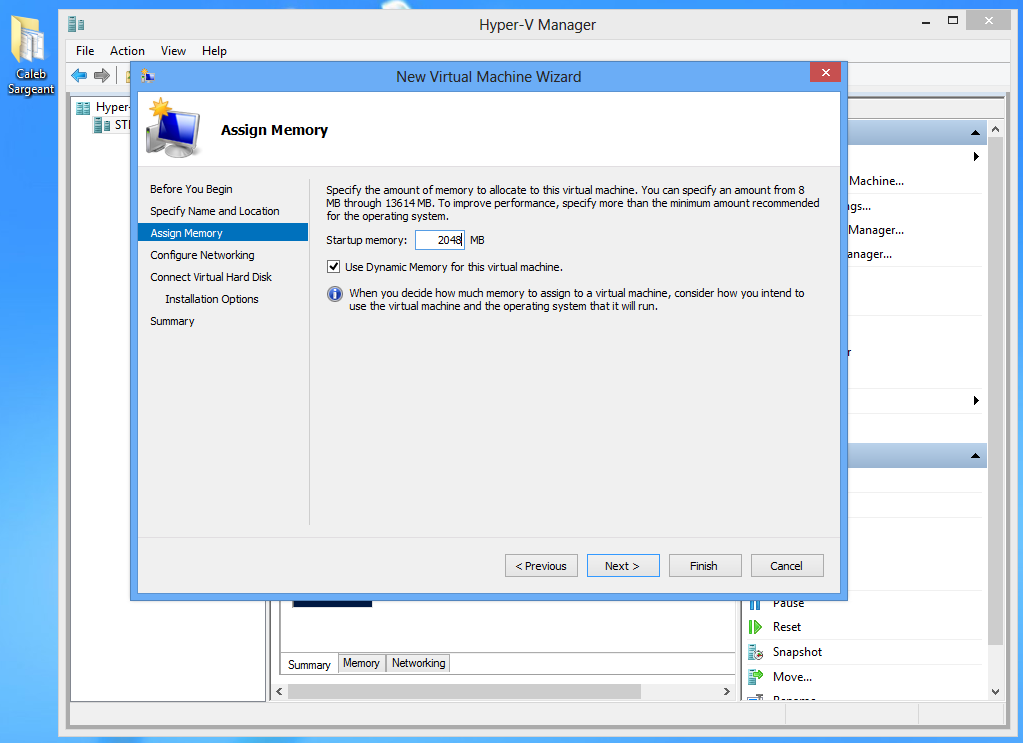 Caleb
Sargeant
Hyper-V Manager
File Action View Help
New Virtual Machine Wizard
Hyper-
Assign Memory
Before You Begin
Specify Name and Location
Assign Memory
Configure Networking
Connect Virtual Hard Disk
Installation Options
Summary
Specify the amount of memory to allocate to this virtual machine. You can specify an amount from 8
MB through 13614 MB. To improve performance, specify more than the minimum amount recommended
for the operating system.
Startup memory: 2048 MB
Use Dynamic Memory for this virtual machine.
When you decide how much memory to assign to a virtual machine, consider how you intend to
use the virtual machine and the operating system that it will run.
< Previous Next > Finish Cancel
Machine...
gs...
Manager...
anager...
r
Pause
Reset
Snapshot
Move...
Rename
Summary Memory Networking